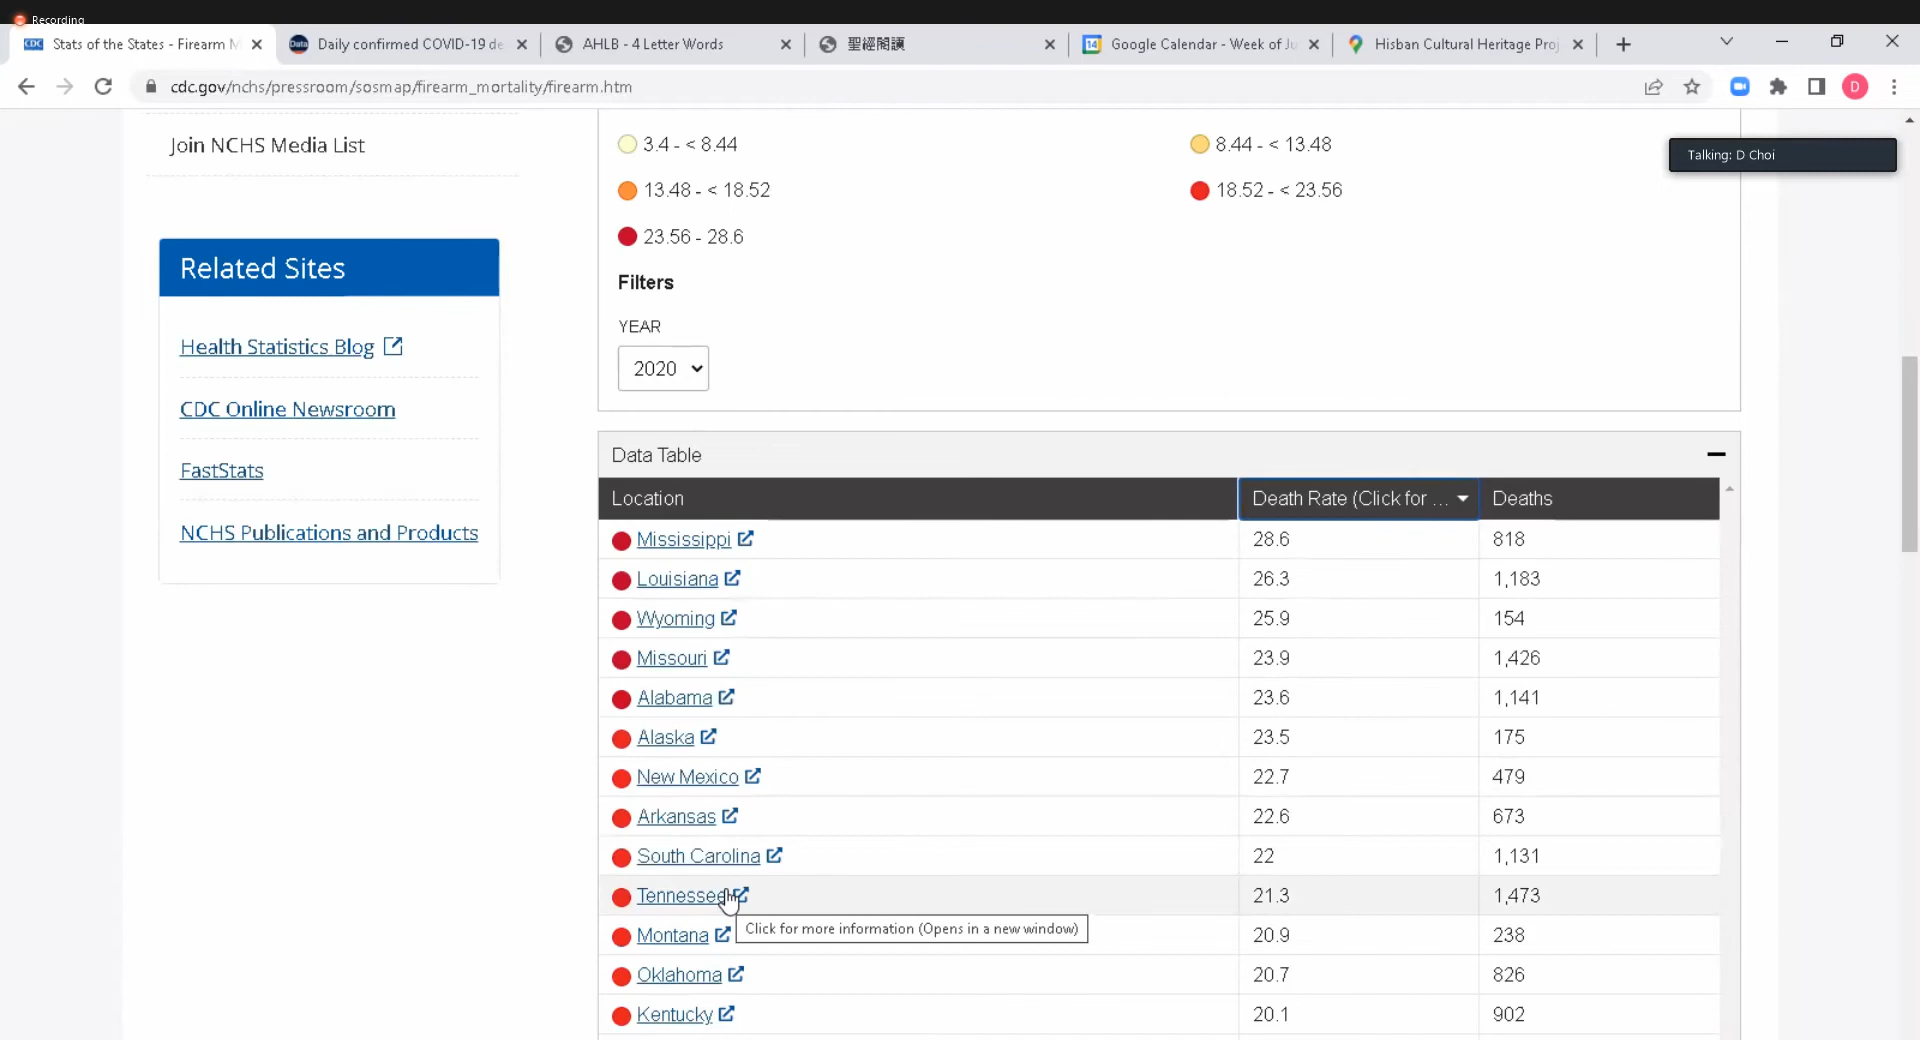 Recording
CDC Stats of the States - Firearm M
Data Daily confirmed COVID-19 de
AHLB - 4 Letter Words
聖經閱讀
14 Google Calendar - Week of Ju
Hisban Cultural Heritage Proj
cdc.gov/nchs/pressroom/sosmap/firearm_mortality/firearm.htm
D
Talking: D Choi
Join NCHS Media List
Related Sites
Health Statistics Blog
CDC Online Newsroom
FastStats
NCHS Publications and Products
3.4 - < 8.44
8.44 - < 13.48
13.48 - < 18.52
18.52 - < 23.56
23.56 - 28.6
Filters
YEAR
2020
Data Table
Location Death Rate (Click for ... Deaths
Mississippi 28.6 818
Louisiana 26.3 1,183
Wyoming 25.9 154
Missouri 23.9 1,426
Alabama 23.6 1,141
Alaska 23.5 175
New Mexico 22.7 479
Arkansas 22.6 673
South Carolina 22 1,131
Tennessee 21.3 1,473
Click for more information (Opens in a new window)
Montana 20.9 238
Oklahoma 20.7 826
Kentucky 20.1 902